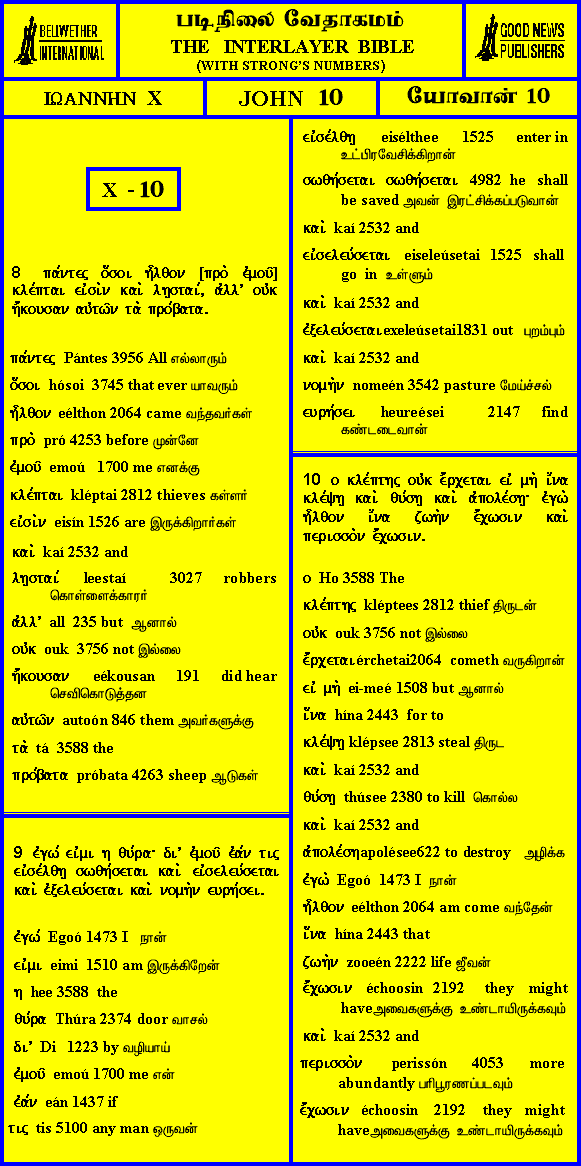 BELLWETHER
INTERNATIONAL
படிநிலை வேதாகமம்
THE INTERLAYER BIBLE
(WITH STRONG'S NUMBERS)
GOOD NEWS
PUBLISHERS
ΙΩΑΝΝΗΝ X
JOHN 10
யோவான் 10
X - 10
8 πάντες ὅσοι ἦλθον [πρὸ ἐμοῦ]
κλέπται εἰσὶν καὶ λῃσταί, ἀλλ’ οὐκ
ἤκουσαν αὐτῶν τὰ πρόβατα.
πάντες Pántes 3956 All எல்லாரும்
ὅσοι hósoi 3745 that ever யாவரும்
ἦλθον eélthon 2064 came வந்தவர்கள்
πρὸ pró 4253 before முன்னே
ἐμοῦ emoú 1700 me எனக்கு
κλέπται kléptai 2812 thieves கள்ளர்
εἰσὶν eisín 1526 are இருக்கிறார்கள்
καὶ kaí 2532 and
λῃσταί leestaí 3027 robbers
கொள்ளைக்காரர்
ἀλλ’ all 235 but ஆனால்
οὐκ ouk 3756 not இல்லை
ἤκουσαν eékousan 191 did hear
செவிகொடுத்தன
αὐτῶν autoón 846 them அவர்களுக்கு
τὰ tá 3588 the
πρόβατα próbata 4263 sheep ஆடுகள்
9 ἐγώ εἰμι η θύρα· δι’ ἐμοῦ ἐάν τις
εἰσέλθῃ σωθήσεται καὶ εἰσελεύσεται
καὶ ἐξελεύσεται καὶ νομὴν ευρήσει.
ἐγώ Egoó 1473 I நான்
εἰμι eimi 1510 am இருக்கிறேன்
η hee 3588 the
θύρα Thúra 2374 door வாசல்
δι’ Di 1223 by வழியாய்
ἐμοῦ emoú 1700 me என்
ἐάν eán 1437 if
τις tis 5100 any man ஒருவன்
εἰσέλθῃ eisélthee 1525 enter in
உட்பிரவேசிக்கிறான்
σωθήσεται σωθήσεται 4982 he shall
be saved அவன் இரட்சிக்கப்படுவான்
καὶ kaí 2532 and
εἰσελεύσεται eiseleúsetai 1525 shall
go in உள்ளும்
καὶ kaí 2532 and
ἐξελεύσεται exeleúsetai1831 out புறம்பும்
καὶ kaí 2532 and
νομὴν nomeén 3542 pasture மேய்ச்சல்
ευρήσει heureései 2147 find
கண்டடைவான்
10 ο κλέπτης οὐκ ἔρχεται εἰ μὴ ἵνα
κλέψῃ καὶ θύσῃ καὶ ἀπολέσῃ· ἐγὼ
ἦλθον ἵνα ζωὴν ἔχωσιν καὶ
περισσὸν ἔχωσιν.
ο Ho 3588 The
κλέπτης kléptees 2812 thief திருடன்
οὐκ ouk 3756 not இல்லை
ἔρχεται érchetai2064 cometh வருகிறான்
εἰ μὴ ei-meé 1508 but ஆனால்
ἵνα hína 2443 for to
κλέψῃ klépsee 2813 steal திருட
καὶ kaí 2532 and
θύσῃ thúsee 2380 to kill கொல்ல
καὶ kaí 2532 and
ἀπολέσῃ apolésee622 to destroy அழிக்க
ἐγὼ Egoó 1473 I நான்
ἦλθον eélthon 2064 am come வந்தேன்
ἵνα hína 2443 that
ζωὴν zooeén 2222 life ஜீவன்
ἔχωσιν échoosin 2192 they might
haveஅவைகளுக்கு உண்டாயிருக்கவும்
καὶ kaí 2532 and
περισσὸν perissón 4053 more
abundantly பரிபூரணப்படவும்
ἔχωσιν échoosin 2192 they might
haveஅவைகளுக்கு உண்டாயிருக்கவும்